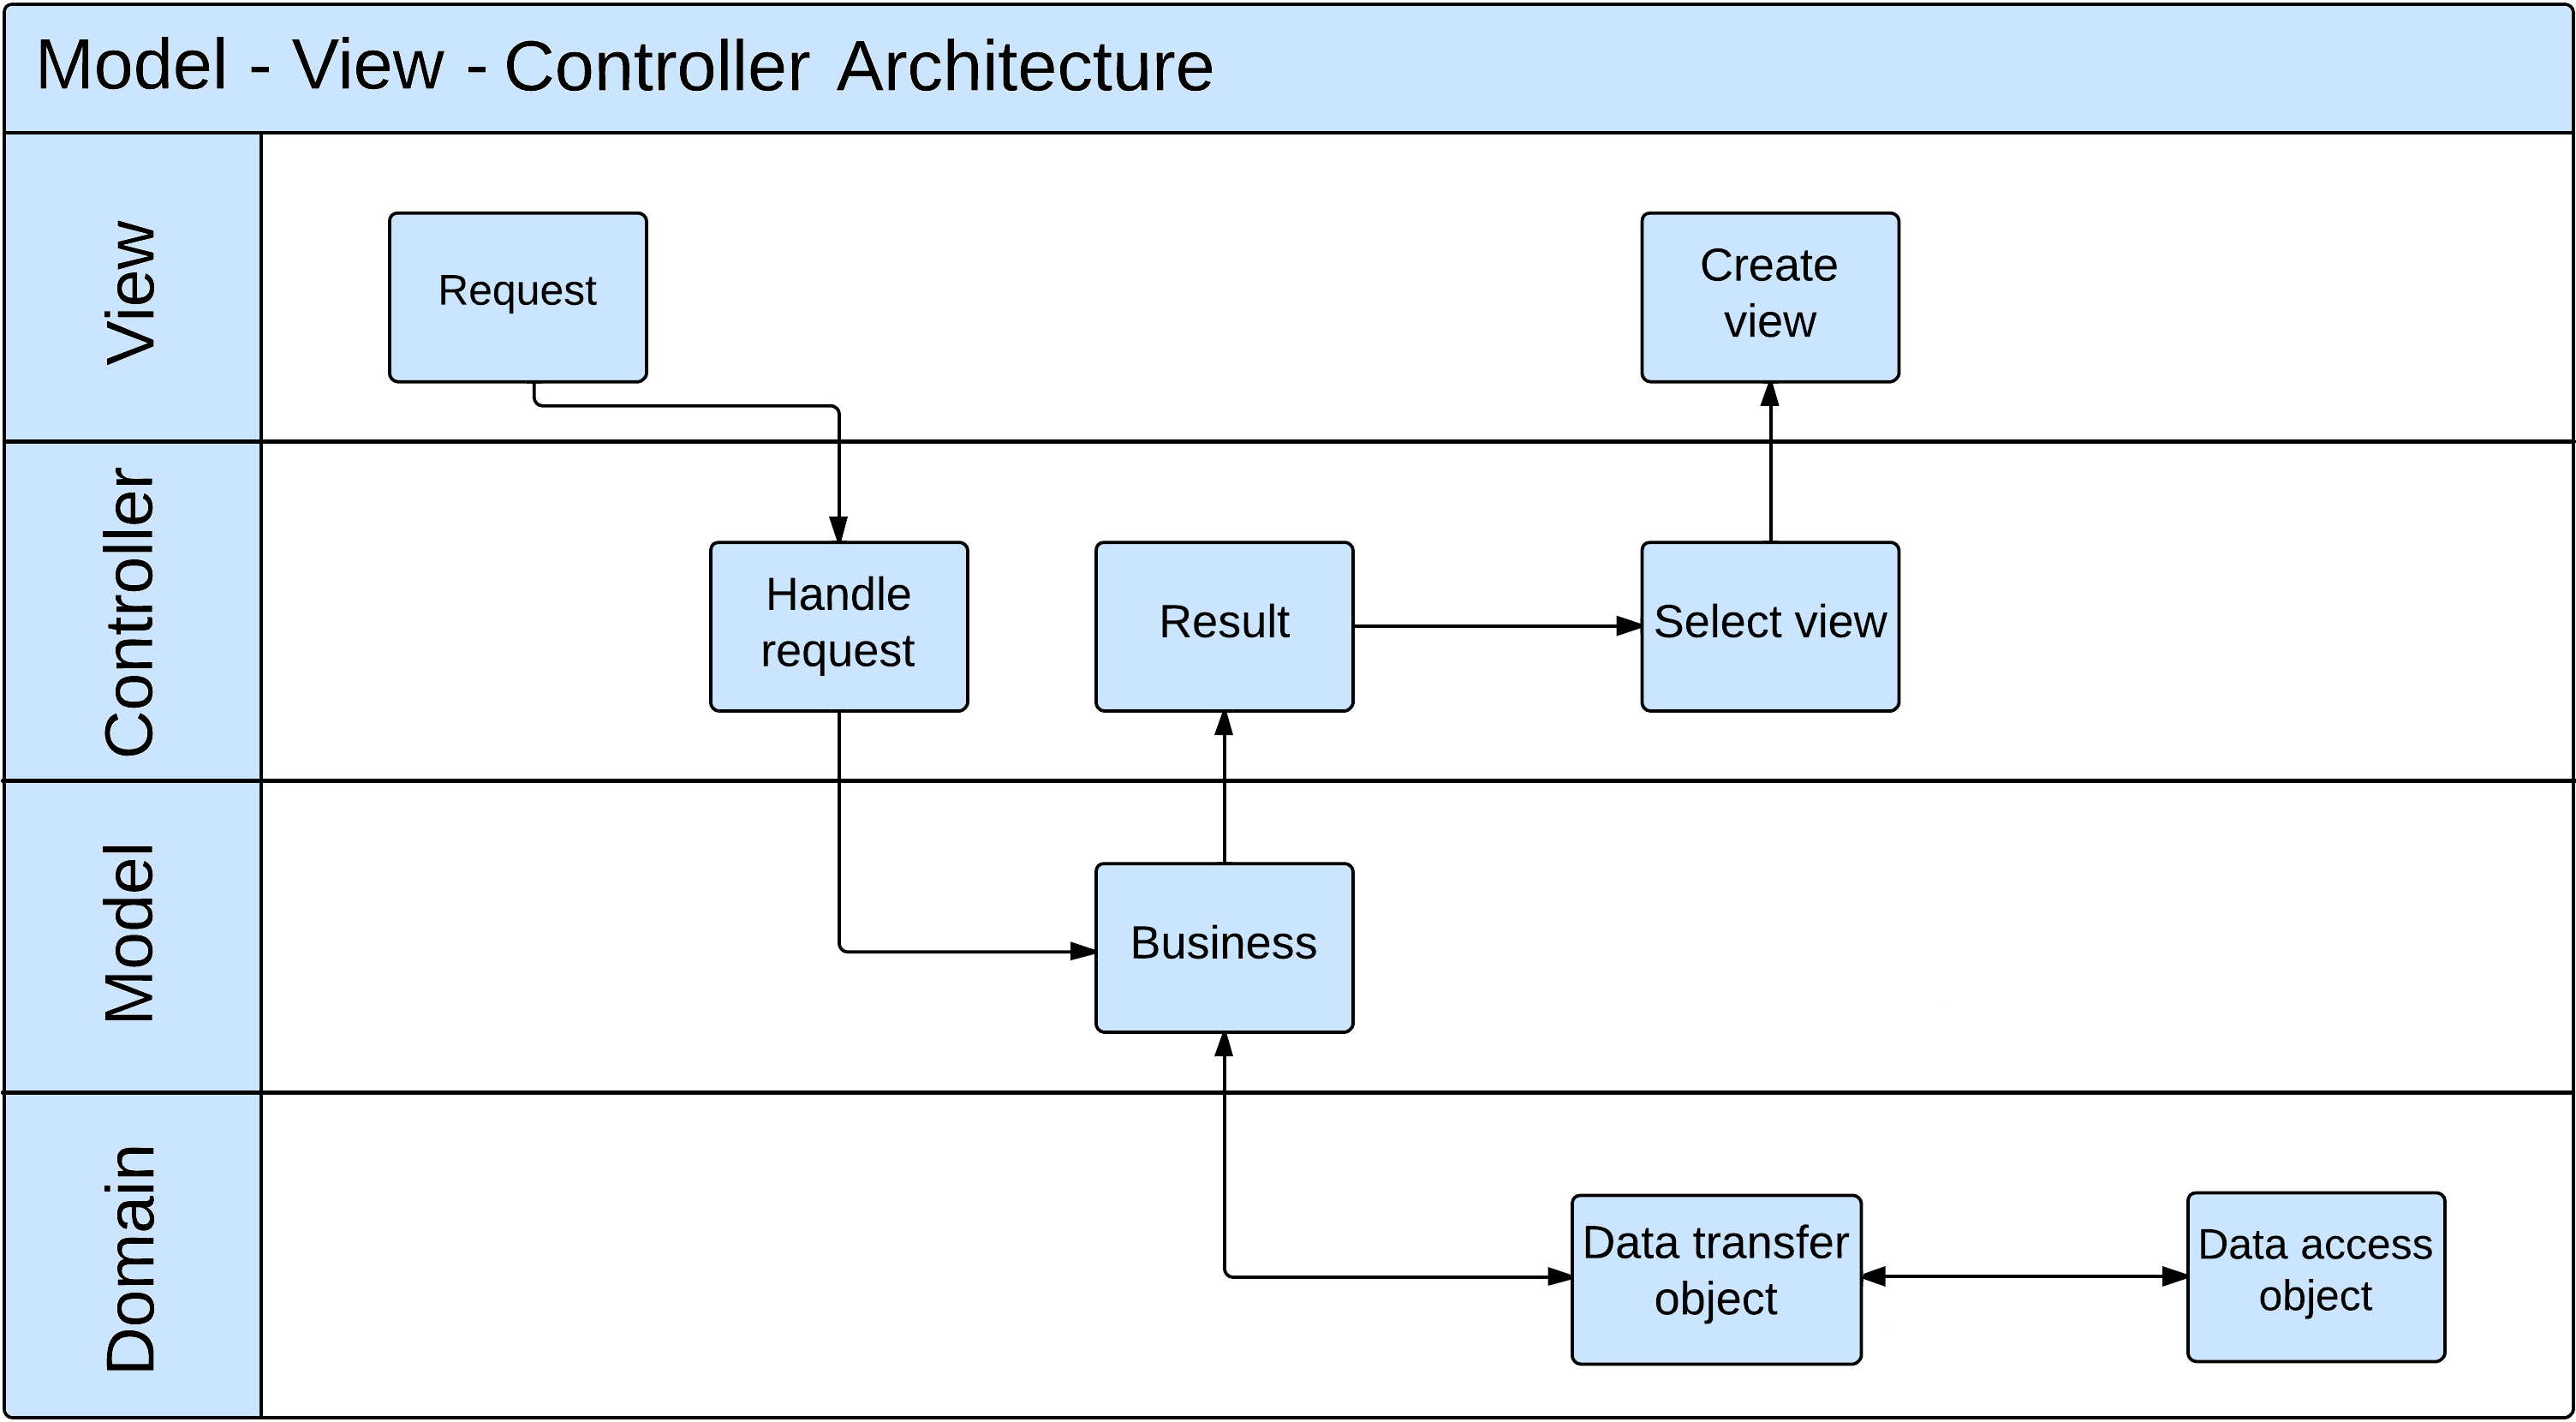 Model - View - Controller Architecture
View
Request
Create
view
Controller
Handle
request
Result
Select view
Model
Business
Domain
Data transfer
object
Data access
object